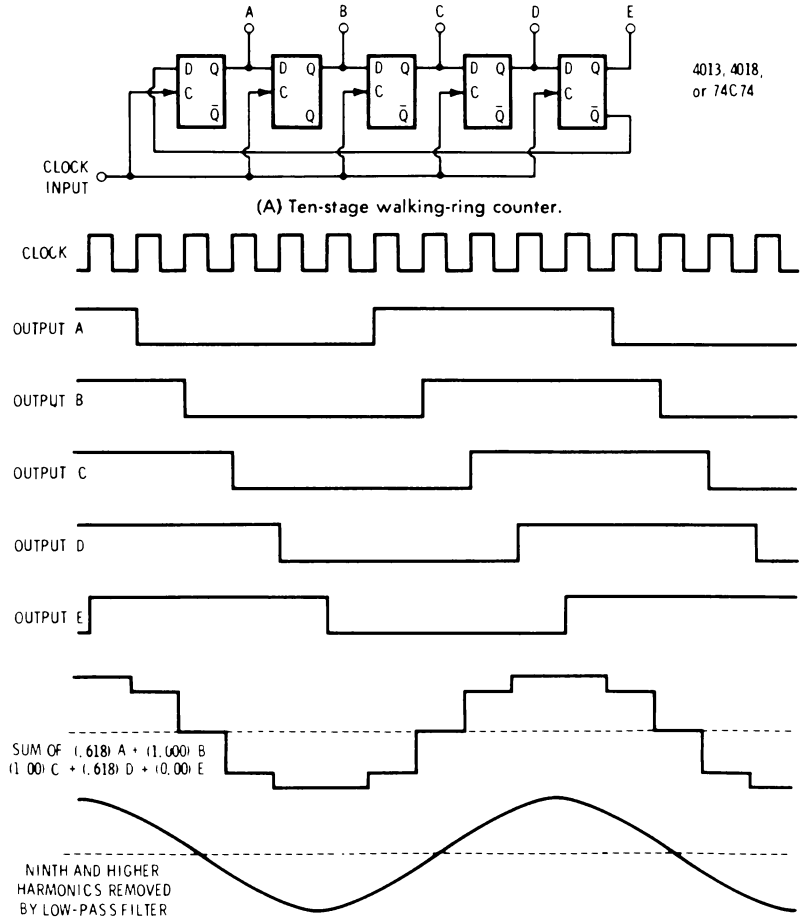 A B C D E
D Q D Q D Q D Q D Q
C C C C C
Q̅ Q Q̅ Q̅ Q̅
4013, 4018,
or 74C74
CLOCK
INPUT
(A) Ten-stage walking-ring counter.
CLOCK
OUTPUT A
OUTPUT B
OUTPUT C
OUTPUT D
OUTPUT E
SUM OF (.618) A + (1.000) B
(1 00) C + (.618) D + (0.00) E
NINTH AND HIGHER
HARMONICS REMOVED
BY LOW-PASS FILTER